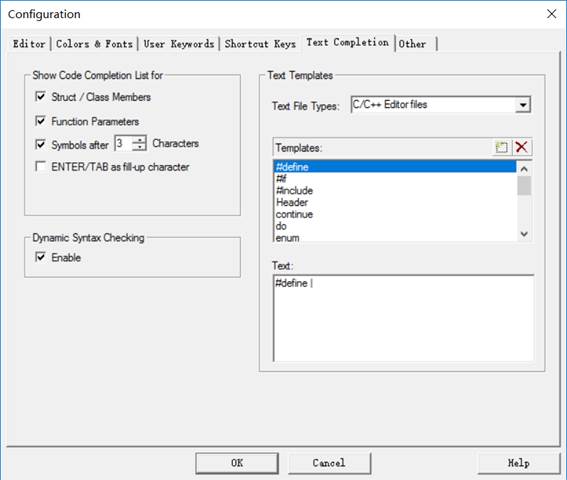 Configuration
Editor | Colors & Fonts | User Keywords | Shortcut Keys | Text Completion | Other |
Show Code Completion List for
Struct / Class Members
Function Parameters
Symbols after 3 Characters
ENTER/TAB as fill-up character
Dynamic Syntax Checking
Enable
Text Templates
Text File Types: C/C++ Editor files
Templates:
#define
#if
#include
Header
continue
do
enum
Text:
#define |
OK Cancel Help